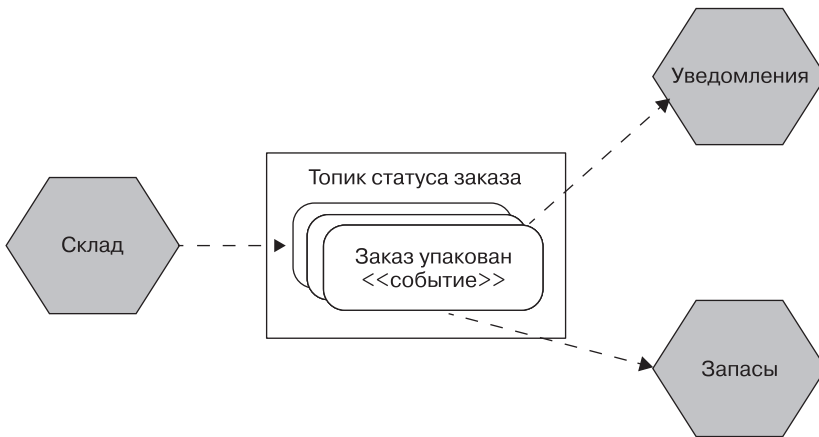 Уведомления
Топик статуса заказа
Склад
Заказ упакован
<<событие>>
Запасы